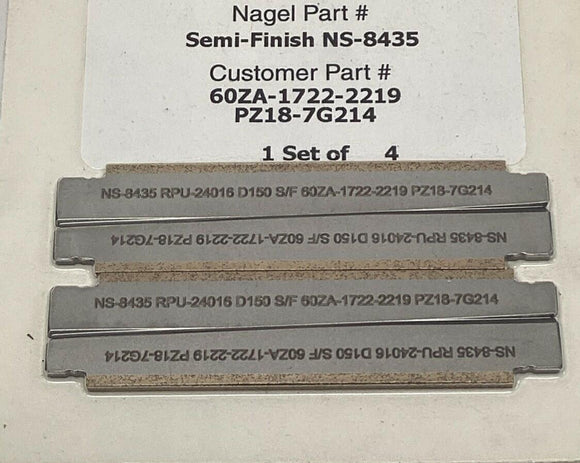 Nagel Part #
Semi-Finish NS-8435
Customer Part #
60ZA-1722-2219
PZ18-7G214
1 Set of 4
NS-8435 RPU-24016 D150 S/F 60ZA-1722-2219 PZ18-7G214
NS-8435 RPU-24016 D150 S/F 60ZA-1722-2219 PZ18-7G214
NS-8435 RPU-24016 D150 S/F 60ZA-1722-2219 PZ18-7G214
NS-8435 RPU-24016 D150 S/F 60ZA-1722-2219 PZ18-7G214